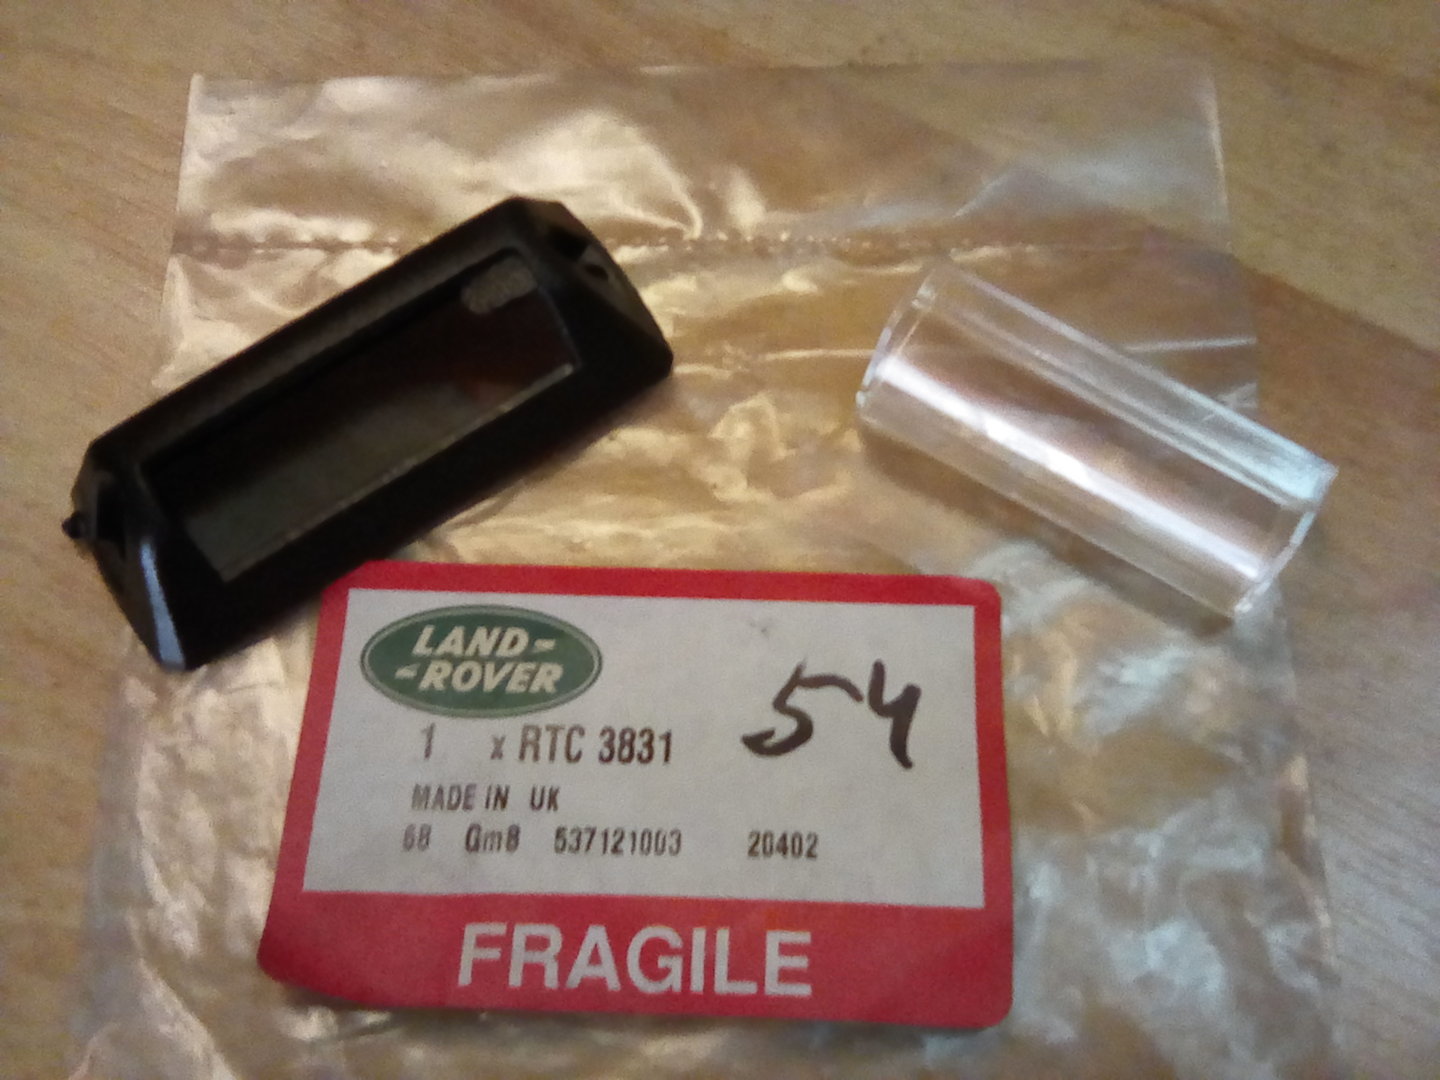 LAND-
-ROVER
54
1 x RTC 3831
MADE IN UK
68 Gm8 537121003 20402
FRAGILE